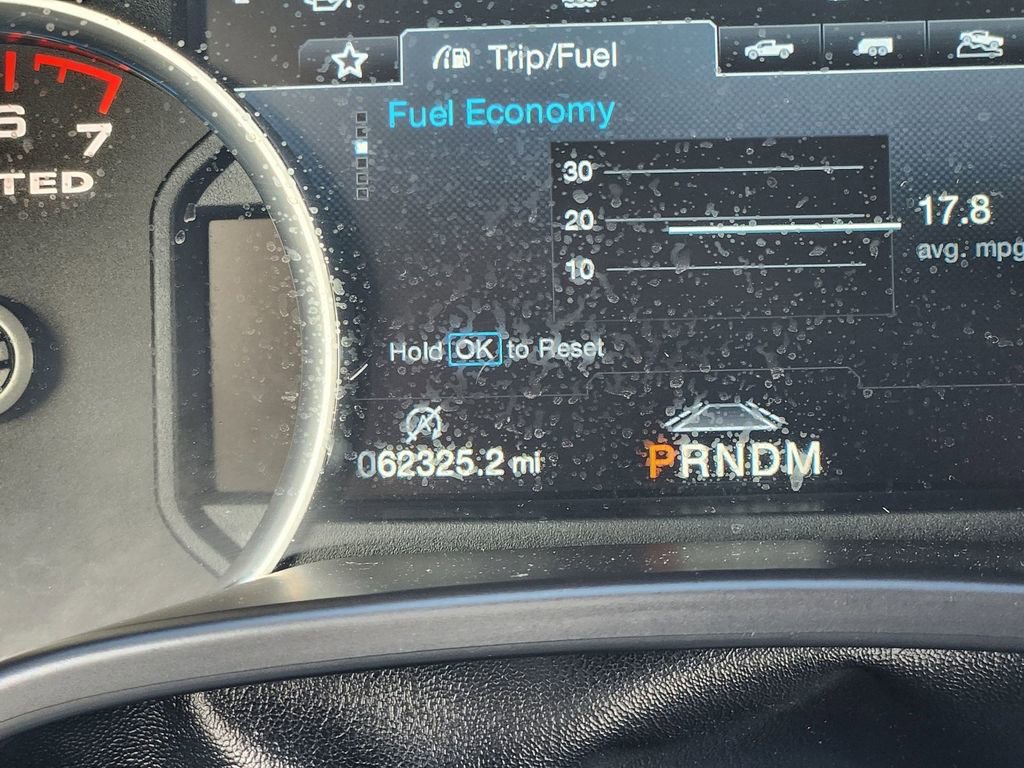 Trip/Fuel
Fuel Economy
30
20
10
17.8
avg. mpg
Hold OK to Reset
062325.2 mi
PRNDM
6
7
TED